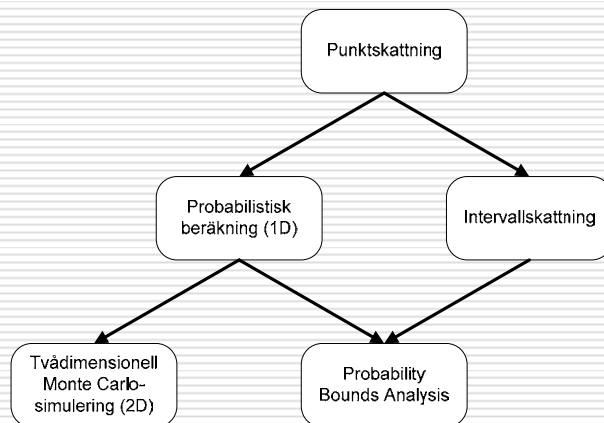 Punktskattning
Probabilistisk
beräkning (1D)
Intervallskattning
Tvådimensionell
Monte Carlo-
simulering (2D)
Probability
Bounds Analysis